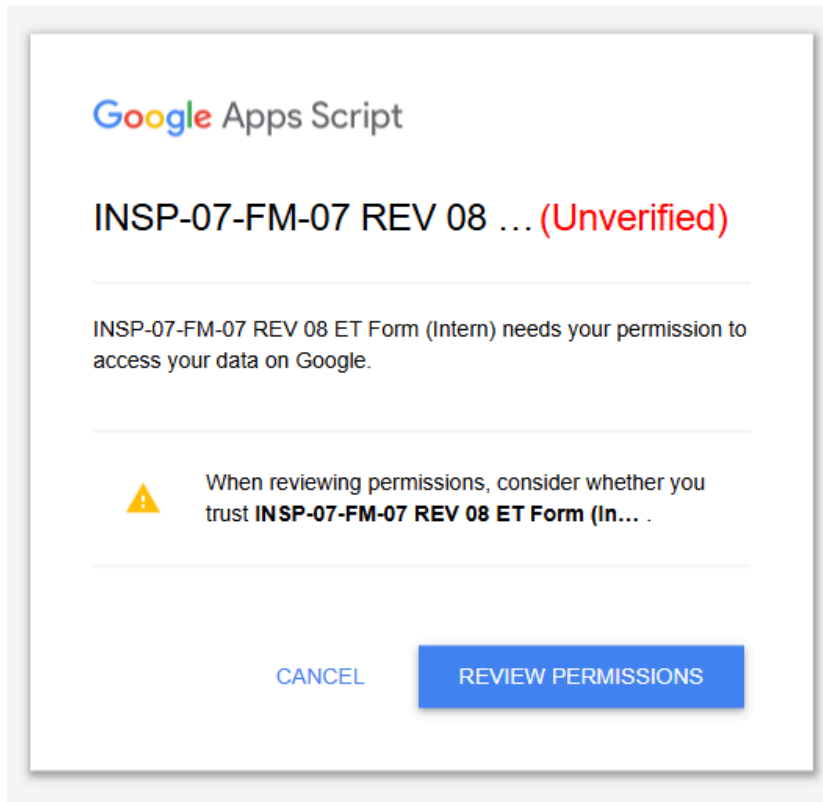 Google Apps Script
INSP-07-FM-07 REV 08 ... (Unverified)
INSP-07-FM-07 REV 08 ET Form (Intern) needs your permission to
access your data on Google.
When reviewing permissions, consider whether you
trust INSP-07-FM-07 REV 08 ET Form (In... .
CANCEL
REVIEW PERMISSIONS